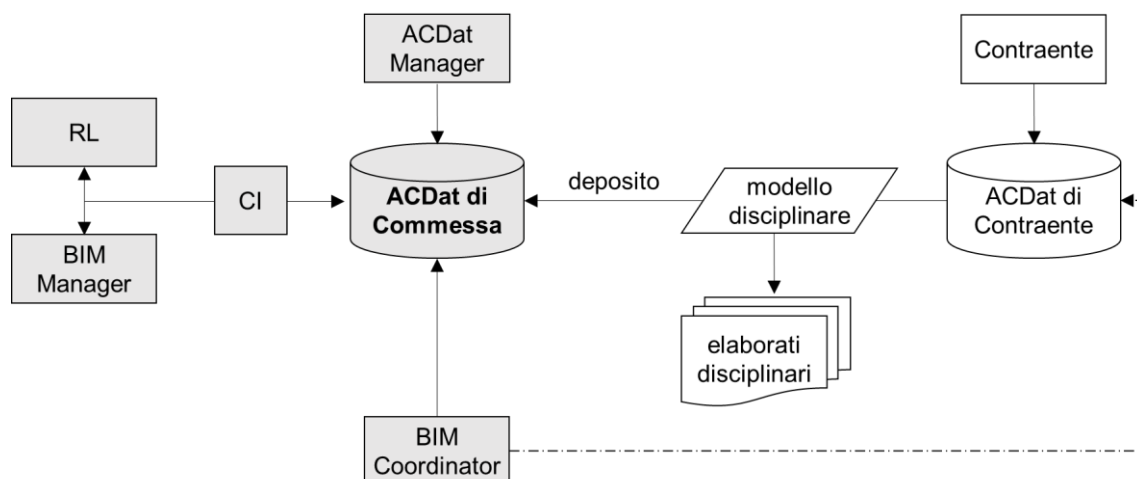 ACDat
Manager
Contraente
RL
CI
BIM
Manager
ACDat di
Commessa
deposito
modello
disciplinare
ACDat di
Contraente
elaborati
disciplinari
BIM
Coordinator